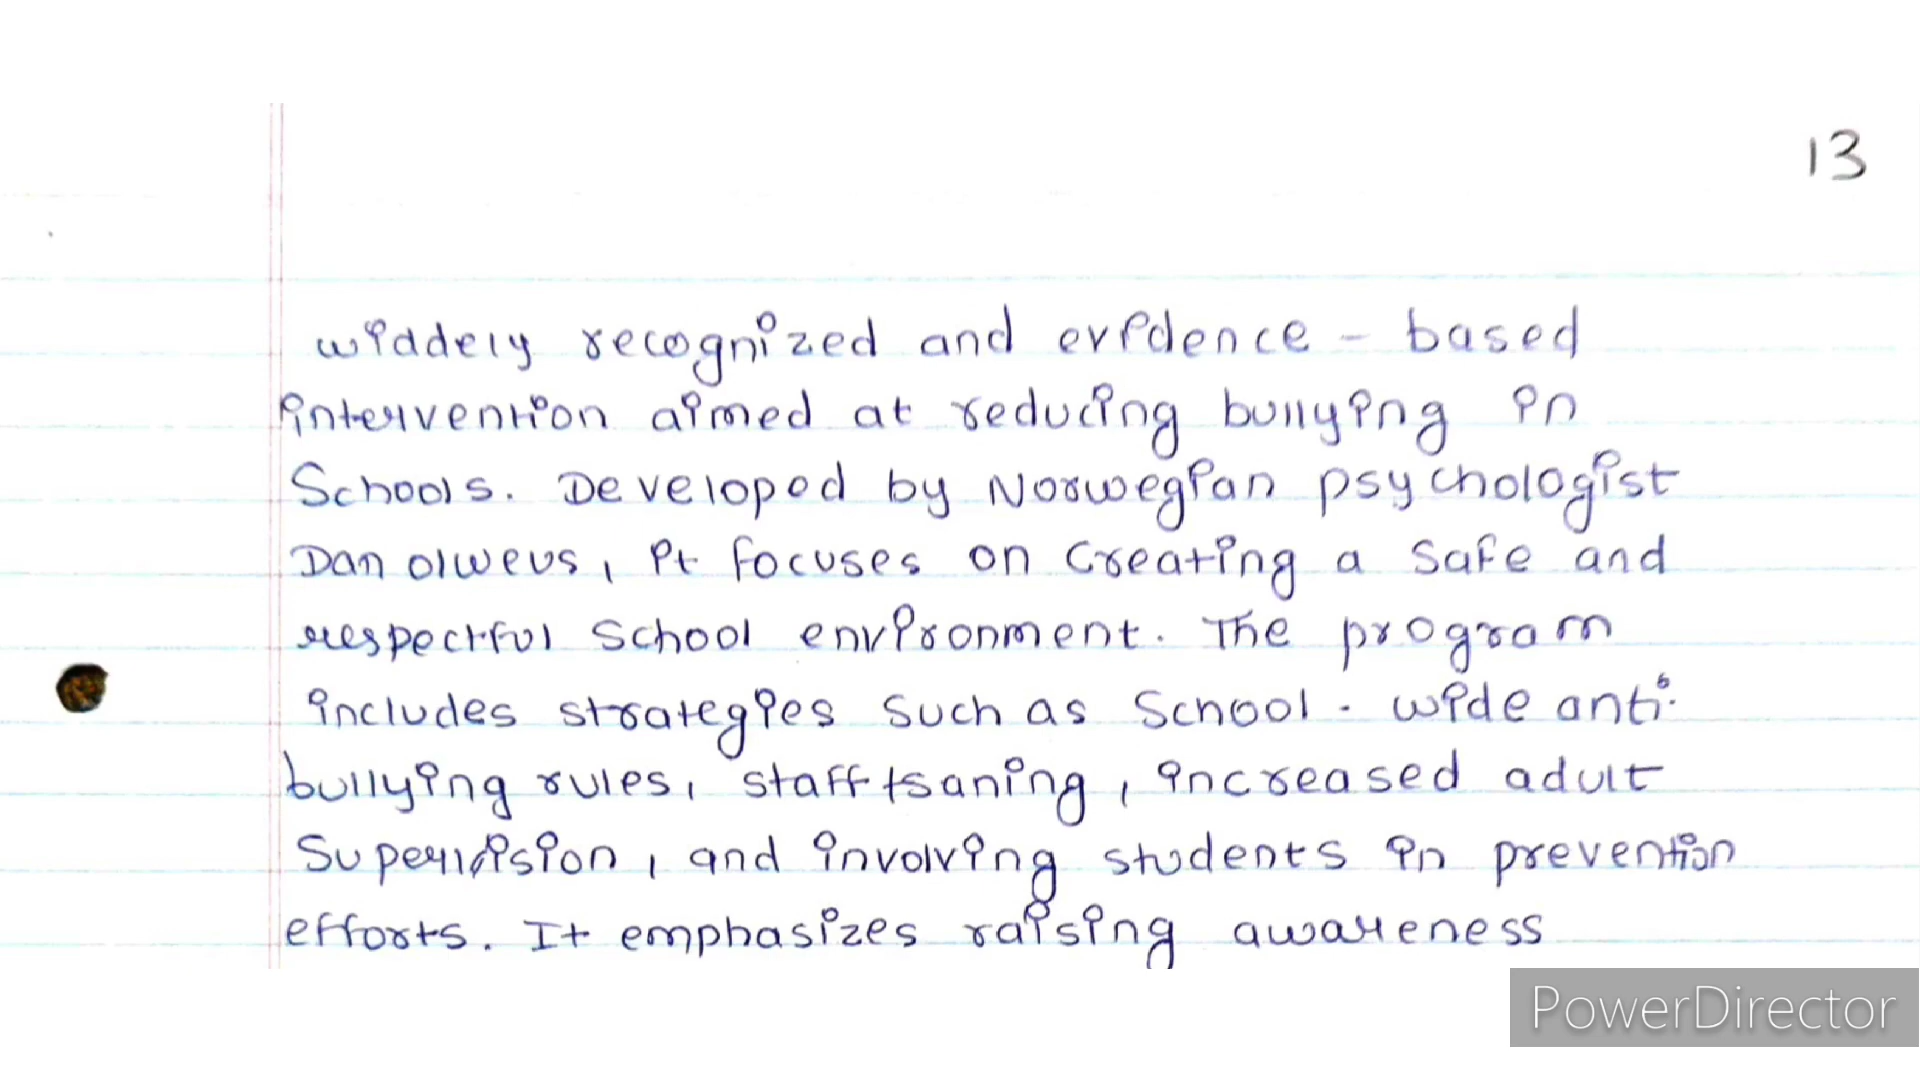 13
widdely recognized and evidence - based
intervention aimed at reducing bullying in
Schools. Developed by Norwegian psychologist
Dan olweus, it focuses on Creating a Safe and
respectful School environment. The program
includes strategies such as School - wide anti-
bullying rules, staff traning, increased adult
Supervision, and involving students in prevention
efforts. It emphasizes raising awareness
PowerDirector